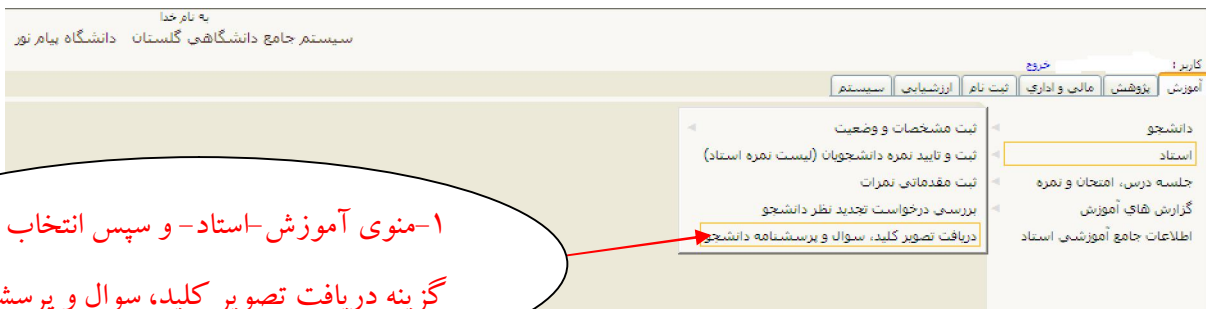 به نام خدا
سیستم جامع دانشگاهی گلستان دانشگاه پیام نور
کاربر : خروج
آموزش پژوهش مالی و اداری ثبت نام ارزشیابی سیستم
دانشجو
استاد
جلسه درس، امتحان و نمره
گزارش های آموزش
اطلاعات جامع آموزشی استاد
ثبت مشخصات و وضعیت
ثبت و تایید نمره دانشجویان (لیست نمره استاد)
ثبت مقدماتی نمرات
بررسی درخواست تجدید نظر دانشجو
دریافت تصویر کلید، سوال و پرسشنامه دانشجو
۱-منوی آموزش-استاد- و سپس انتخاب
گزینه دریافت تصویر کلید، سوال و